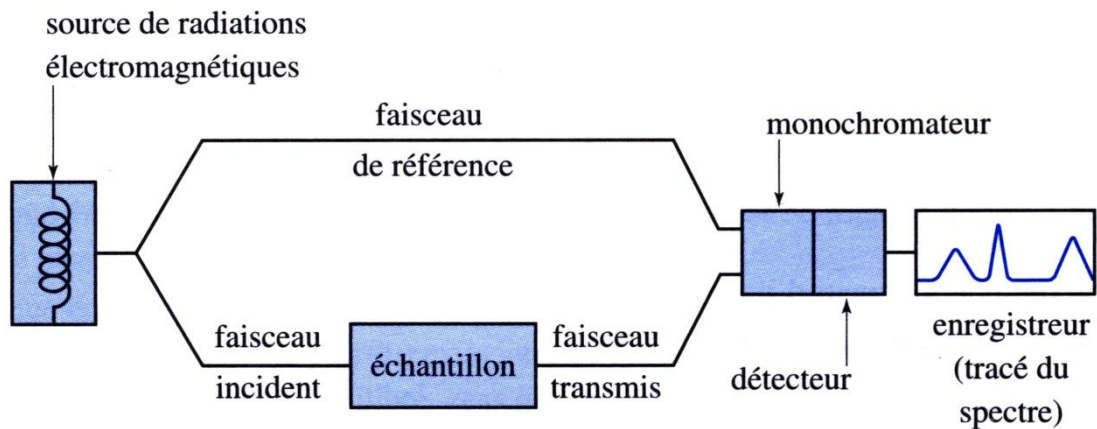 source de radiations
électromagnétiques
faisceau
de référence
monochromateur
faisceau
incident
échantillon
faisceau
transmis
détecteur
enregistreur
(tracé du
spectre)